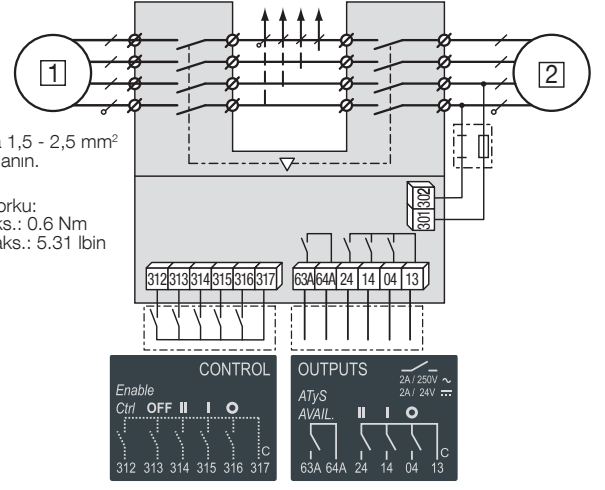 1
2
1,5 - 2,5 mm²
anın.
orku:
ks.: 0.6 Nm
aks.: 5.31 lbin
302
301
312 313 314 315 316 317
63A 64A 24 14 04 13
CONTROL
Enable
Ctrl OFF II I O
C
312 313 314 315 316 317
OUTPUTS
2A / 250V ~
2A / 24V ⎓
ATyS
AVAIL. II I O
C
63A 64A 24 14 04 13